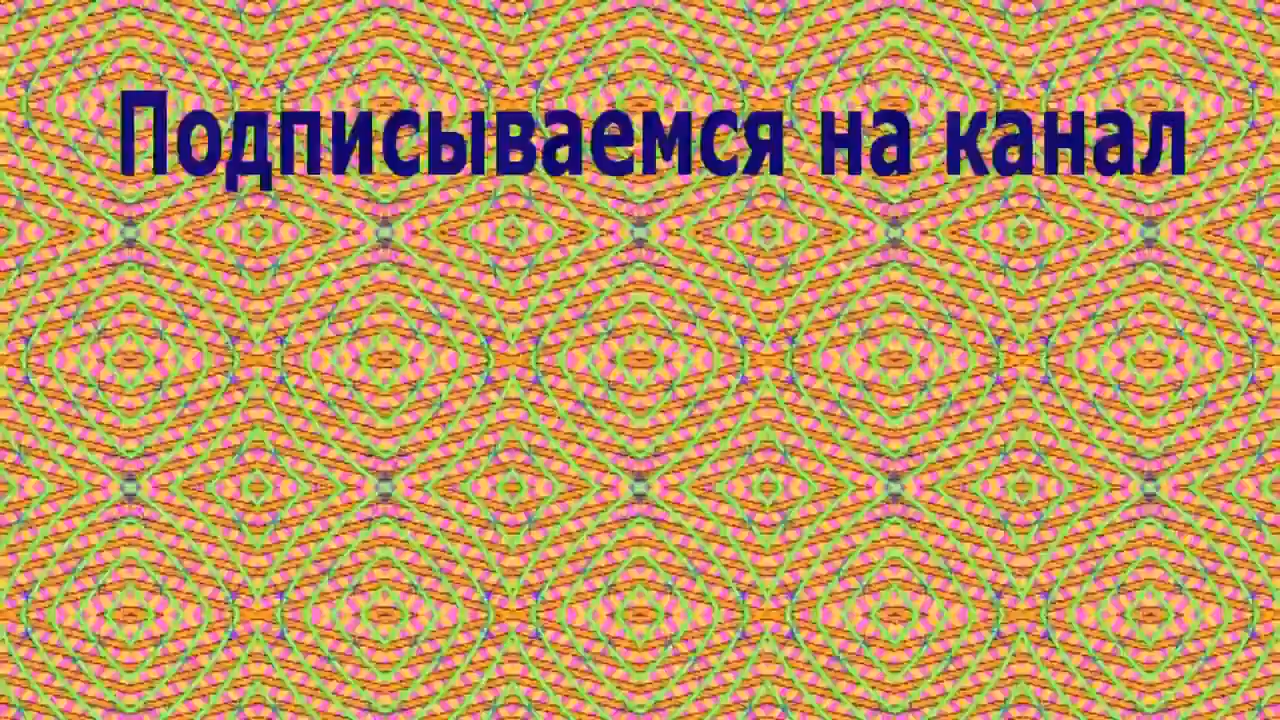 Подписываемся на канал